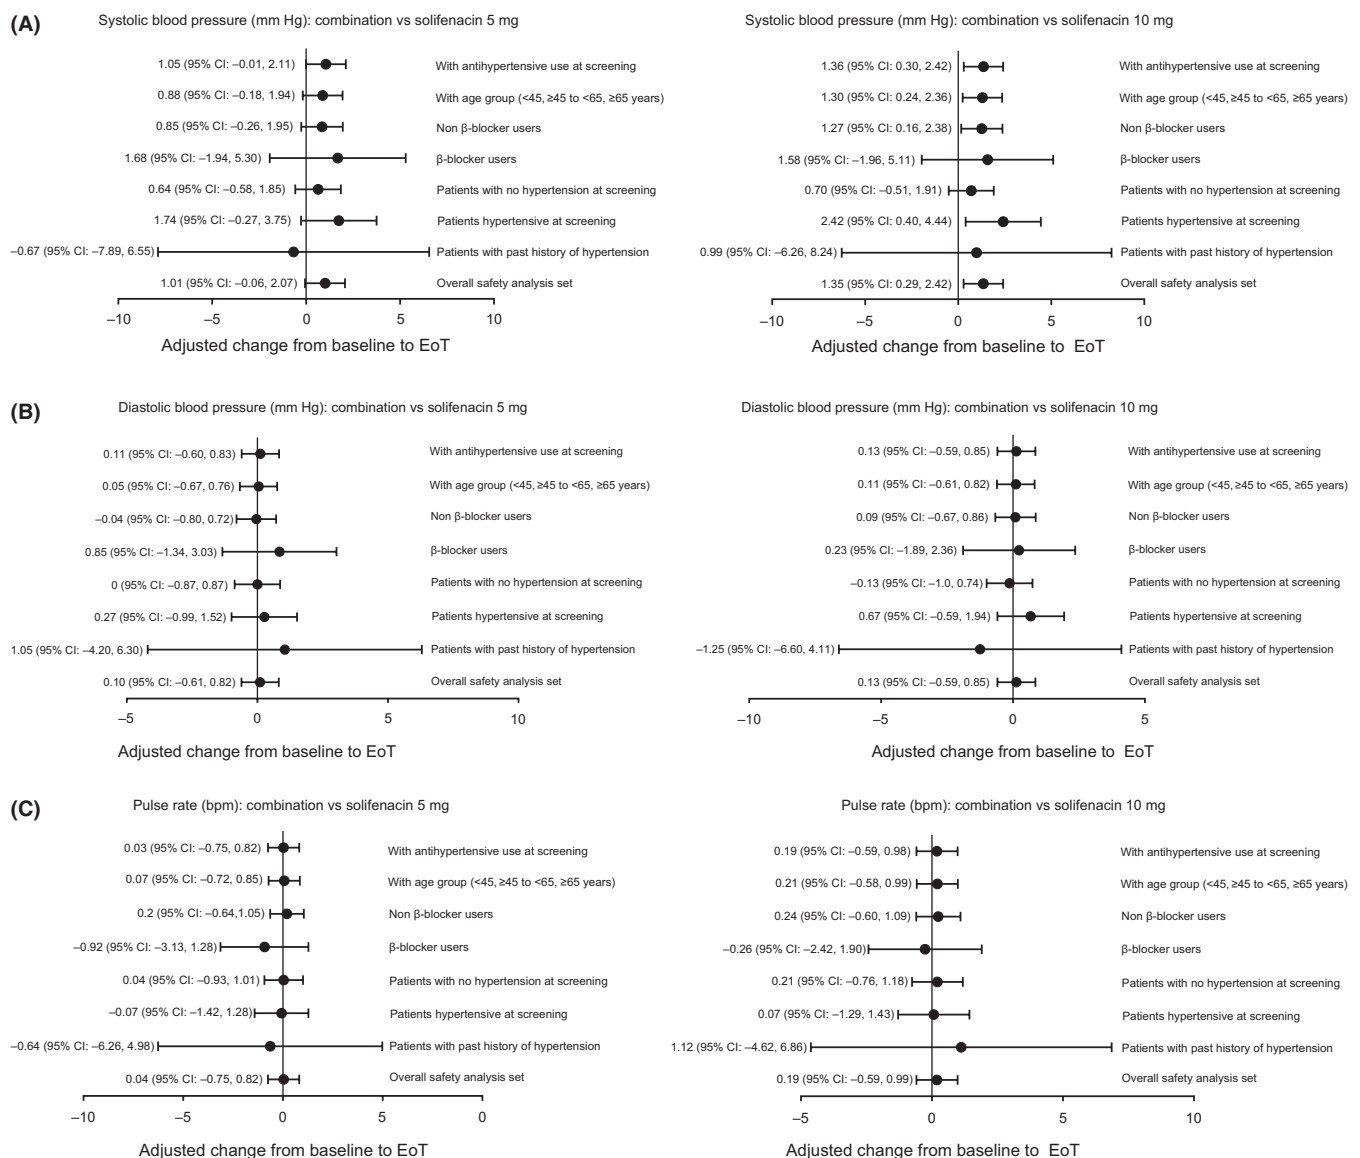 (A)
Systolic blood pressure (mm Hg): combination vs solifenacin 5 mg
1.05 (95% CI: –0.01, 2.11) With antihypertensive use at screening
0.88 (95% CI: –0.18, 1.94) With age group (<45, ≥45 to <65, ≥65 years)
0.85 (95% CI: –0.26, 1.95) Non β-blocker users
1.68 (95% CI: –1.94, 5.30) β-blocker users
0.64 (95% CI: –0.58, 1.85) Patients with no hypertension at screening
1.74 (95% CI: –0.27, 3.75) Patients hypertensive at screening
–0.67 (95% CI: –7.89, 6.55) Patients with past history of hypertension
1.01 (95% CI: –0.06, 2.07) Overall safety analysis set
–10 –5 0 5 10
Adjusted change from baseline to EoT
Systolic blood pressure (mm Hg): combination vs solifenacin 10 mg
1.36 (95% CI: 0.30, 2.42) With antihypertensive use at screening
1.30 (95% CI: 0.24, 2.36) With age group (<45, ≥45 to <65, ≥65 years)
1.27 (95% CI: 0.16, 2.38) Non β-blocker users
1.58 (95% CI: –1.96, 5.11) β-blocker users
0.70 (95% CI: –0.51, 1.91) Patients with no hypertension at screening
2.42 (95% CI: 0.40, 4.44) Patients hypertensive at screening
0.99 (95% CI: –6.26, 8.24) Patients with past history of hypertension
1.35 (95% CI: 0.29, 2.42) Overall safety analysis set
–10 –5 0 5 10
Adjusted change from baseline to EoT
(B)
Diastolic blood pressure (mm Hg): combination vs solifenacin 5 mg
0.11 (95% CI: –0.60, 0.83) With antihypertensive use at screening
0.05 (95% CI: –0.67, 0.76) With age group (<45, ≥45 to <65, ≥65 years)
–0.04 (95% CI: –0.80, 0.72) Non β-blocker users
0.85 (95% CI: –1.34, 3.03) β-blocker users
0 (95% CI: –0.87, 0.87) Patients with no hypertension at screening
0.27 (95% CI: –0.99, 1.52) Patients hypertensive at screening
1.05 (95% CI: –4.20, 6.30) Patients with past history of hypertension
0.10 (95% CI: –0.61, 0.82) Overall safety analysis set
–5 0 5 10
Adjusted change from baseline to EoT
Diastolic blood pressure (mm Hg): combination vs solifenacin 10 mg
0.13 (95% CI: –0.59, 0.85) With antihypertensive use at screening
0.11 (95% CI: –0.61, 0.82) With age group (<45, ≥45 to <65, ≥65 years)
0.09 (95% CI: –0.67, 0.86) Non β-blocker users
0.23 (95% CI: –1.89, 2.36) β-blocker users
–0.13 (95% CI: –1.0, 0.74) Patients with no hypertension at screening
0.67 (95% CI: –0.59, 1.94) Patients hypertensive at screening
–1.25 (95% CI: –6.60, 4.11) Patients with past history of hypertension
0.13 (95% CI: –0.59, 0.85) Overall safety analysis set
–10 –5 0 5
Adjusted change from baseline to EoT
(C)
Pulse rate (bpm): combination vs solifenacin 5 mg
0.03 (95% CI: –0.75, 0.82) With antihypertensive use at screening
0.07 (95% CI: –0.72, 0.85) With age group (<45, ≥45 to <65, ≥65 years)
0.2 (95% CI: –0.64,1.05) Non β-blocker users
–0.92 (95% CI: –3.13, 1.28) β-blocker users
0.04 (95% CI: –0.93, 1.01) Patients with no hypertension at screening
–0.07 (95% CI: –1.42, 1.28) Patients hypertensive at screening
–0.64 (95% CI: –6.26, 4.98) Patients with past history of hypertension
0.04 (95% CI: –0.75, 0.82) Overall safety analysis set
–10 –5 0 5 0
Adjusted change from baseline to EoT
Pulse rate (bpm): combination vs solifenacin 10 mg
0.19 (95% CI: –0.59, 0.98) With antihypertensive use at screening
0.21 (95% CI: –0.58, 0.99) With age group (<45, ≥45 to <65, ≥65 years)
0.24 (95% CI: –0.60, 1.09) Non β-blocker users
–0.26 (95% CI: –2.42, 1.90) β-blocker users
0.21 (95% CI: –0.76, 1.18) Patients with no hypertension at screening
0.07 (95% CI: –1.29, 1.43) Patients hypertensive at screening
1.12 (95% CI: –4.62, 6.86) Patients with past history of hypertension
0.19 (95% CI: –0.59, 0.99) Overall safety analysis set
–5 0 5 10
Adjusted change from baseline to EoT